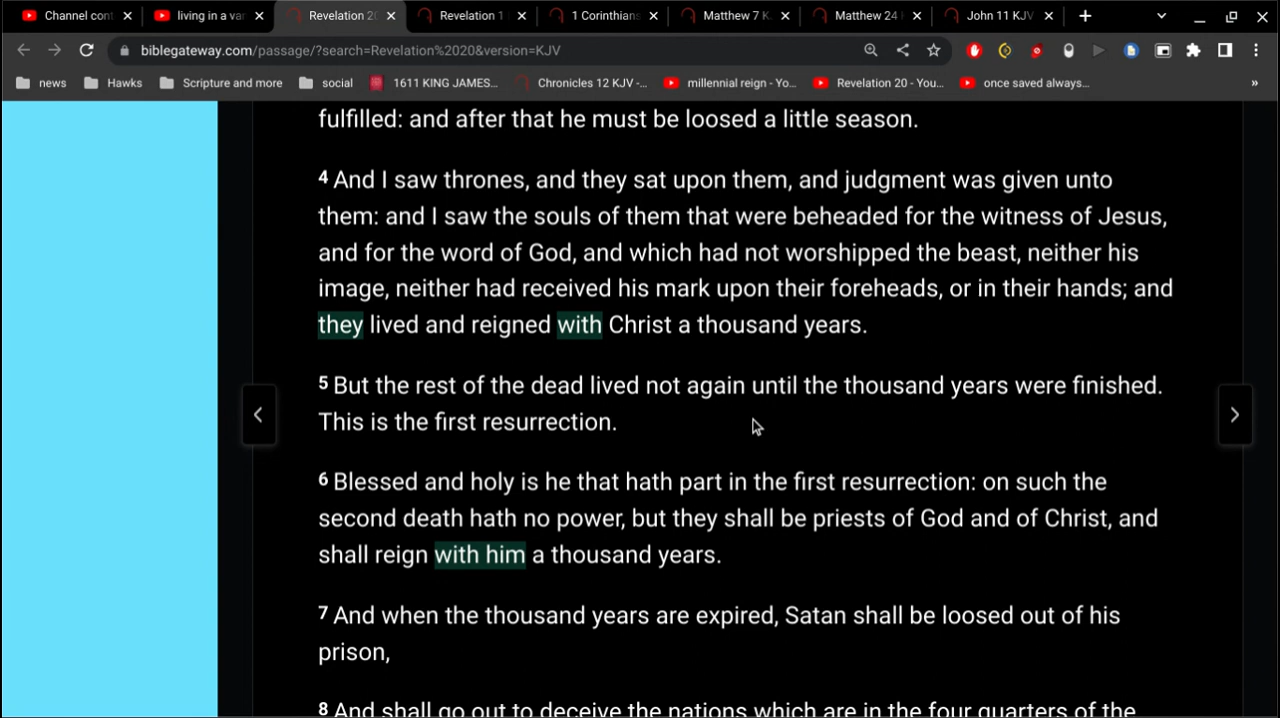 Channel cont
living in a var
Revelation 20
Revelation 1
1 Corinthians
Matthew 7 K
Matthew 24
John 11 KJV
biblegateway.com/passage/?search=Revelation%2020&version=KJV
news
Hawks
Scripture and more
social
1611 KING JAMES...
Chronicles 12 KJV -...
millennial reign - Yo...
Revelation 20 - You...
once saved always...
»
fulfilled: and after that he must be loosed a little season.
4 And I saw thrones, and they sat upon them, and judgment was given unto
them: and I saw the souls of them that were beheaded for the witness of Jesus,
and for the word of God, and which had not worshipped the beast, neither his
image, neither had received his mark upon their foreheads, or in their hands; and
they lived and reigned with Christ a thousand years.
5 But the rest of the dead lived not again until the thousand years were finished.
This is the first resurrection.
6 Blessed and holy is he that hath part in the first resurrection: on such the
second death hath no power, but they shall be priests of God and of Christ, and
shall reign with him a thousand years.
7 And when the thousand years are expired, Satan shall be loosed out of his
prison,
8 And shall go out to deceive the nations which are in the four quarters of the